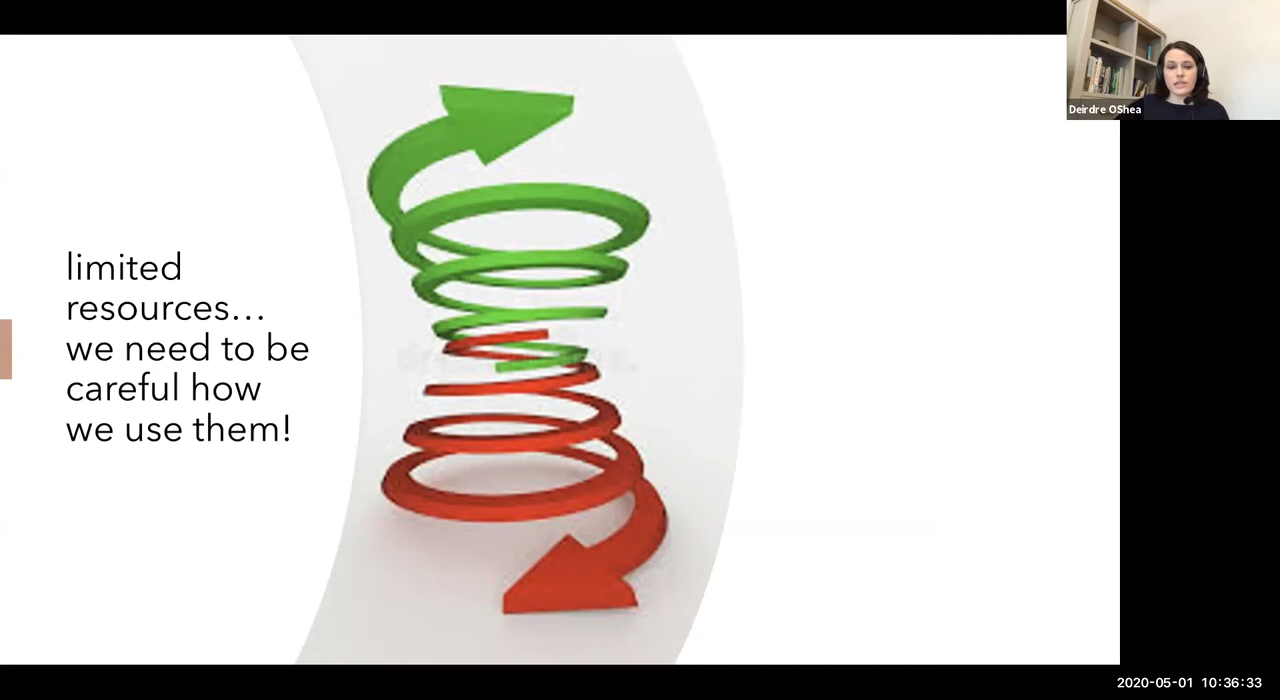 Deirdre OShea
limited
resources...
we need to be
careful how
we use them!
2020-05-01 10:36:33